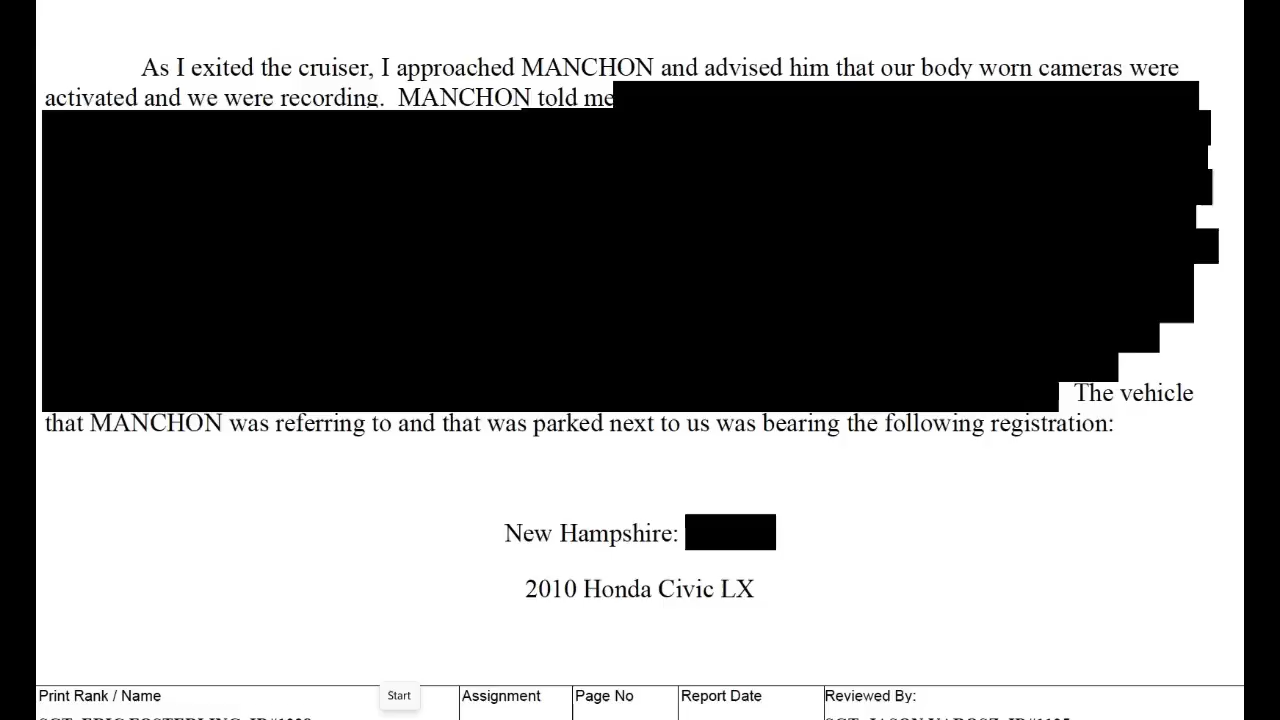 As I exited the cruiser, I approached MANCHON and advised him that our body worn cameras were
activated and we were recording.  MANCHON told me
The vehicle
that MANCHON was referring to and that was parked next to us was bearing the following registration:
New Hampshire:
2010 Honda Civic LX
Print Rank / Name
Start
Assignment
Page No
Report Date
Reviewed By: